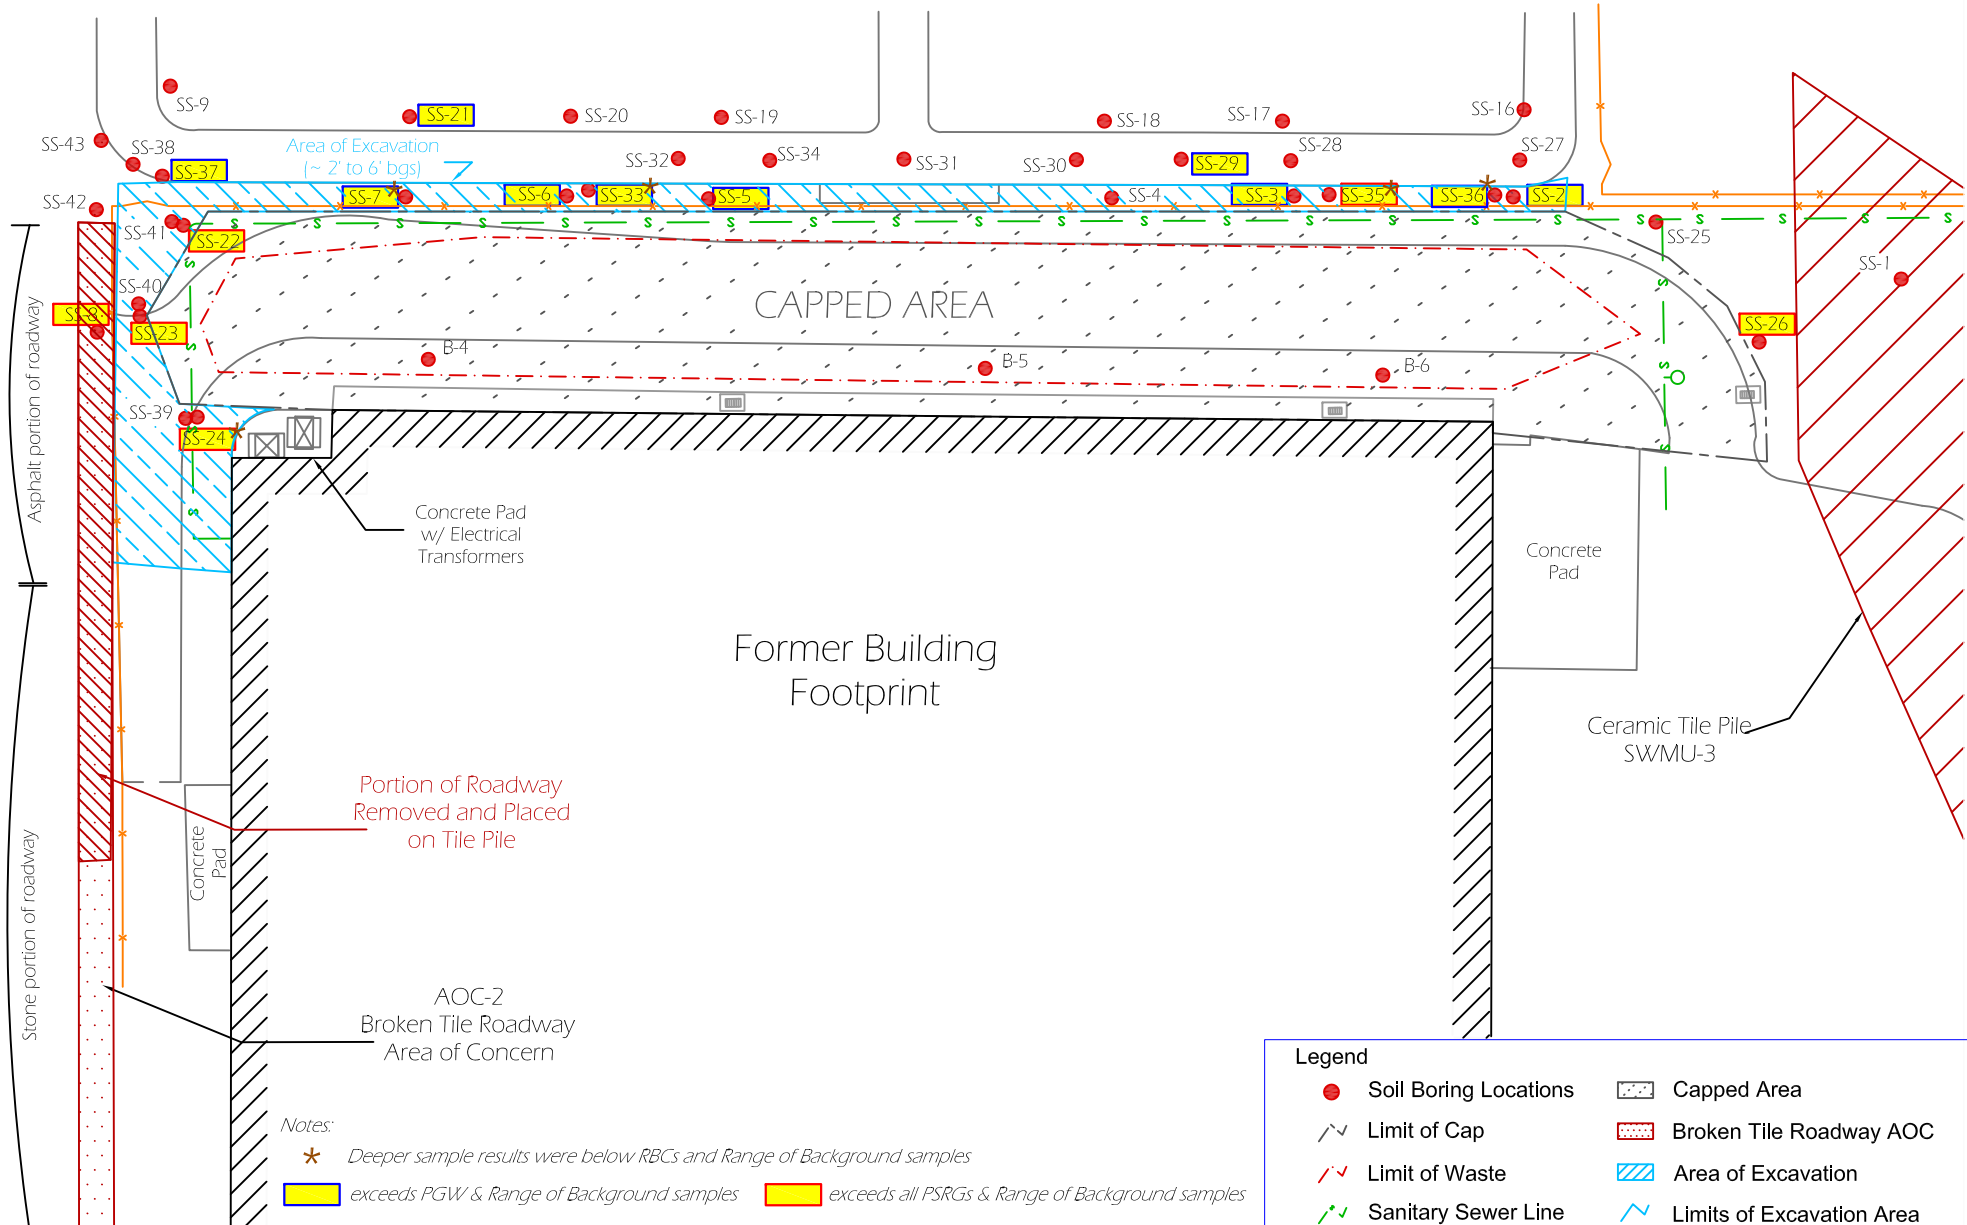 SS-9
SS-21
SS-20
SS-19
SS-18
SS-17
SS-16
SS-43
SS-38
SS-37
Area of Excavation
(~ 2' to 6' bgs)
SS-32
SS-34
SS-31
SS-30
SS-29
SS-28
SS-27
SS-42
SS-7
SS-6
SS-33
SS-5
SS-4
SS-3
SS-35
SS-36
SS-2
SS-41
SS-22
SS-25
SS-1
SS-40
SS-8
SS-23
CAPPED AREA
SS-26
B-4
B-5
B-6
SS-39
SS-24
Asphalt portion of roadway
Concrete Pad
w/ Electrical
Transformers
Concrete
Pad
Former Building
Footprint
Ceramic Tile Pile
SWMU-3
Portion of Roadway
Removed and Placed
on Tile Pile
Concrete
Pad
Stone portion of roadway
AOC-2
Broken Tile Roadway
Area of Concern
Notes:
* Deeper sample results were below RBCs and Range of Background samples
exceeds PGW & Range of Background samples
exceeds all PSRGs & Range of Background samples
Legend
Soil Boring Locations
Capped Area
Limit of Cap
Broken Tile Roadway AOC
Limit of Waste
Area of Excavation
Sanitary Sewer Line
Limits of Excavation Area